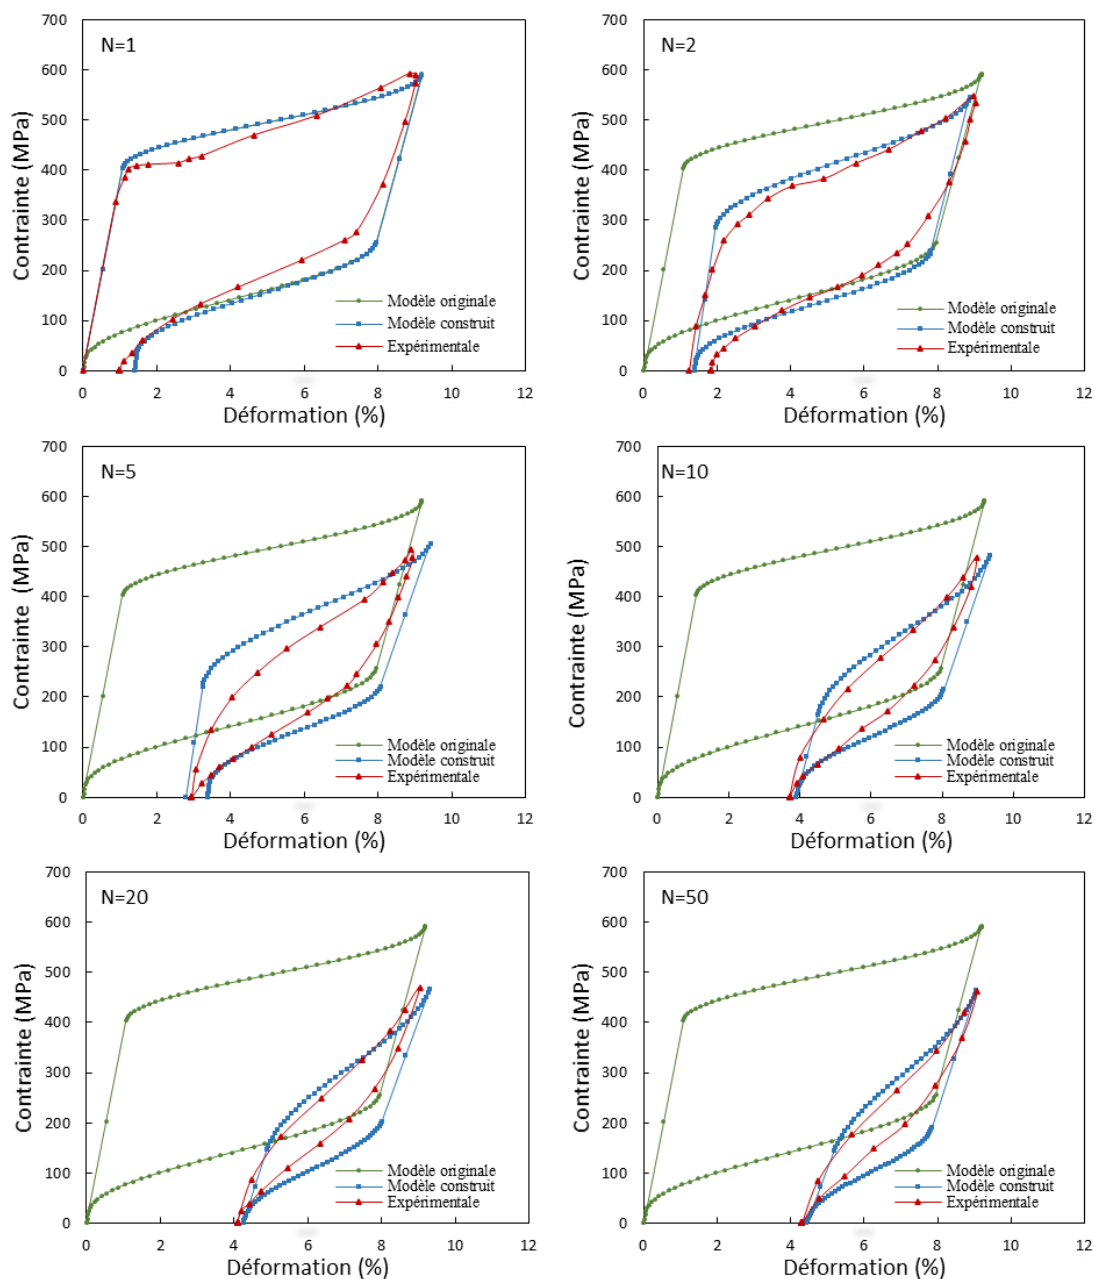 700
600
500
400
300
200
100
0
N=1
Contrainte (MPa)
Modèle originale
Modèle construit
Expérimentale
0 2 4 6 8 10 12
Déformation (%)
700
600
500
400
300
200
100
0
N=2
Contrainte (MPa)
Modèle originale
Modèle construit
Expérimentale
0 2 4 6 8 10 12
Déformation (%)
700
600
500
400
300
200
100
0
N=5
Contrainte (MPa)
Modèle originale
Modèle construit
Expérimentale
0 2 4 6 8 10 12
Déformation (%)
700
600
500
400
300
200
100
0
N=10
Contrainte (MPa)
Modèle originale
Modèle construit
Expérimentale
0 2 4 6 8 10 12
Déformation (%)
700
600
500
400
300
200
100
0
N=20
Contrainte (MPa)
Modèle originale
Modèle construit
Expérimentale
0 2 4 6 8 10 12
Déformation (%)
700
600
500
400
300
200
100
0
N=50
Contrainte (MPa)
Modèle originale
Modèle construit
Expérimentale
0 2 4 6 8 10 12
Déformation (%)